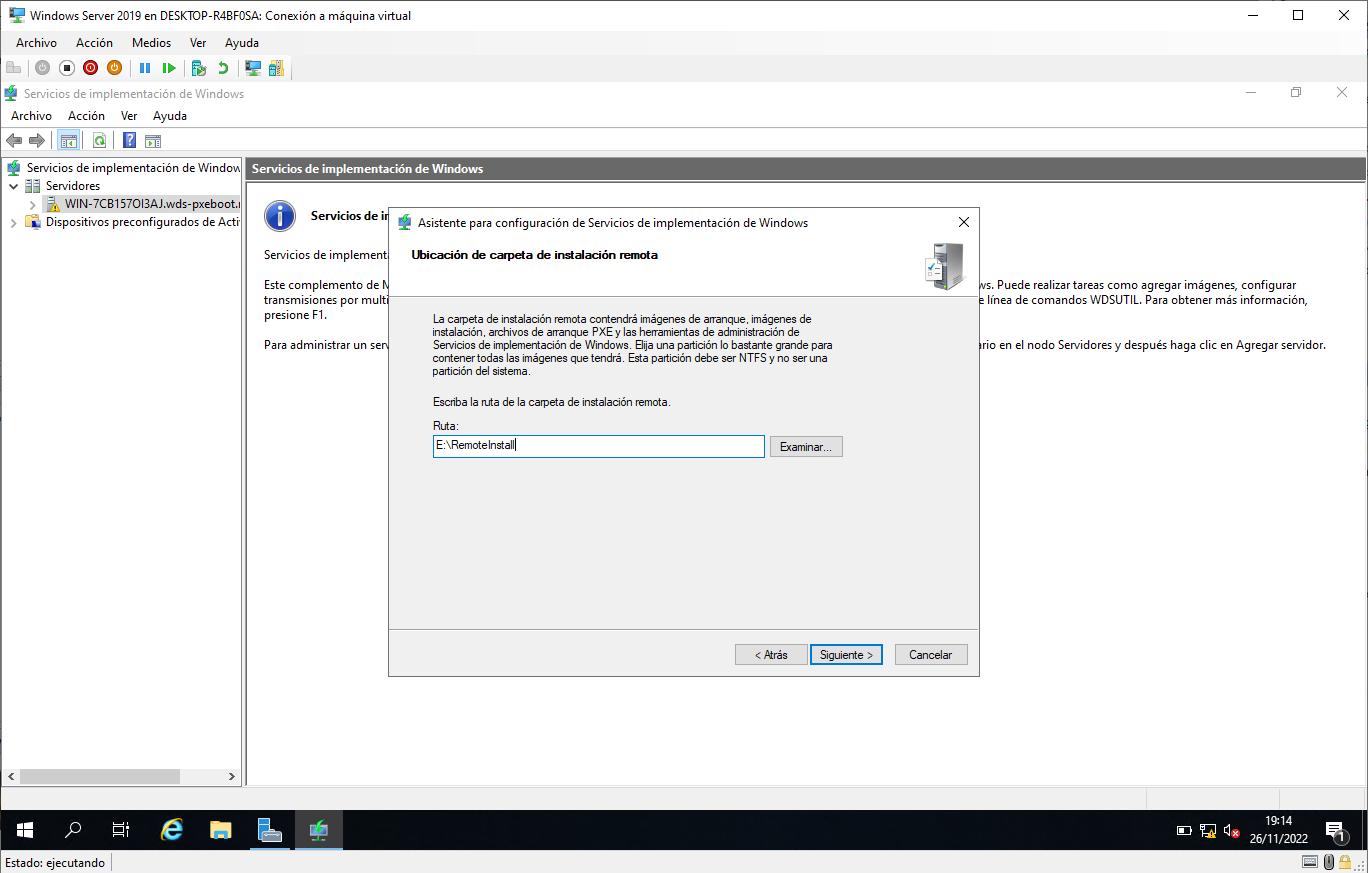 Windows Server 2019 en DESKTOP-R4BF0SA: Conexión a máquina virtual
Archivo Acción Medios Ver Ayuda
Servicios de implementación de Windows
Archivo Acción Ver Ayuda
Servicios de implementación de Window
Servidores
WIN-7CB157OI3AJ.wds-pxeboot.
Dispositivos preconfigurados de Acti
Servicios de implementación de Windows
Servicios de i
Servicios de implement
Este complemento de M
transmisiones por multi
presione F1.
Para administrar un serv
ws. Puede realizar tareas como agregar imágenes, configurar
e línea de comandos WDSUTIL. Para obtener más información,
ario en el nodo Servidores y después haga clic en Agregar servidor.
Asistente para configuración de Servicios de implementación de Windows
Ubicación de carpeta de instalación remota
La carpeta de instalación remota contendrá imágenes de arranque, imágenes de
instalación, archivos de arranque PXE y las herramientas de administración de
Servicios de implementación de Windows. Elija una partición lo bastante grande para
contener todas las imágenes que tendrá. Esta partición debe ser NTFS y no ser una
partición del sistema.
Escriba la ruta de la carpeta de instalación remota.
Ruta:
E:\RemoteInstall
Examinar...
< Atrás Siguiente > Cancelar
19:14
26/11/2022
1
Estado: ejecutando